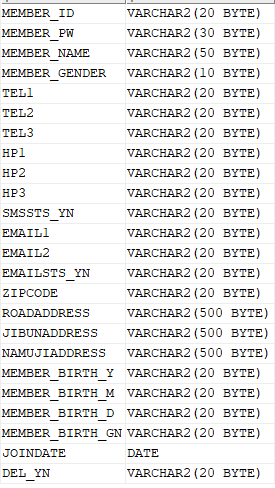 MEMBER_ID VARCHAR2(20 BYTE)
MEMBER_PW VARCHAR2(30 BYTE)
MEMBER_NAME VARCHAR2(50 BYTE)
MEMBER_GENDER VARCHAR2(10 BYTE)
TEL1 VARCHAR2(20 BYTE)
TEL2 VARCHAR2(20 BYTE)
TEL3 VARCHAR2(20 BYTE)
HP1 VARCHAR2(20 BYTE)
HP2 VARCHAR2(20 BYTE)
HP3 VARCHAR2(20 BYTE)
SMSSTS_YN VARCHAR2(20 BYTE)
EMAIL1 VARCHAR2(20 BYTE)
EMAIL2 VARCHAR2(20 BYTE)
EMAILSTS_YN VARCHAR2(20 BYTE)
ZIPCODE VARCHAR2(20 BYTE)
ROADADDRESS VARCHAR2(500 BYTE)
JIBUNADDRESS VARCHAR2(500 BYTE)
NAMUJIADDRESS VARCHAR2(500 BYTE)
MEMBER_BIRTH_Y VARCHAR2(20 BYTE)
MEMBER_BIRTH_M VARCHAR2(20 BYTE)
MEMBER_BIRTH_D VARCHAR2(20 BYTE)
MEMBER_BIRTH_GN VARCHAR2(20 BYTE)
JOINDATE DATE
DEL_YN VARCHAR2(20 BYTE)